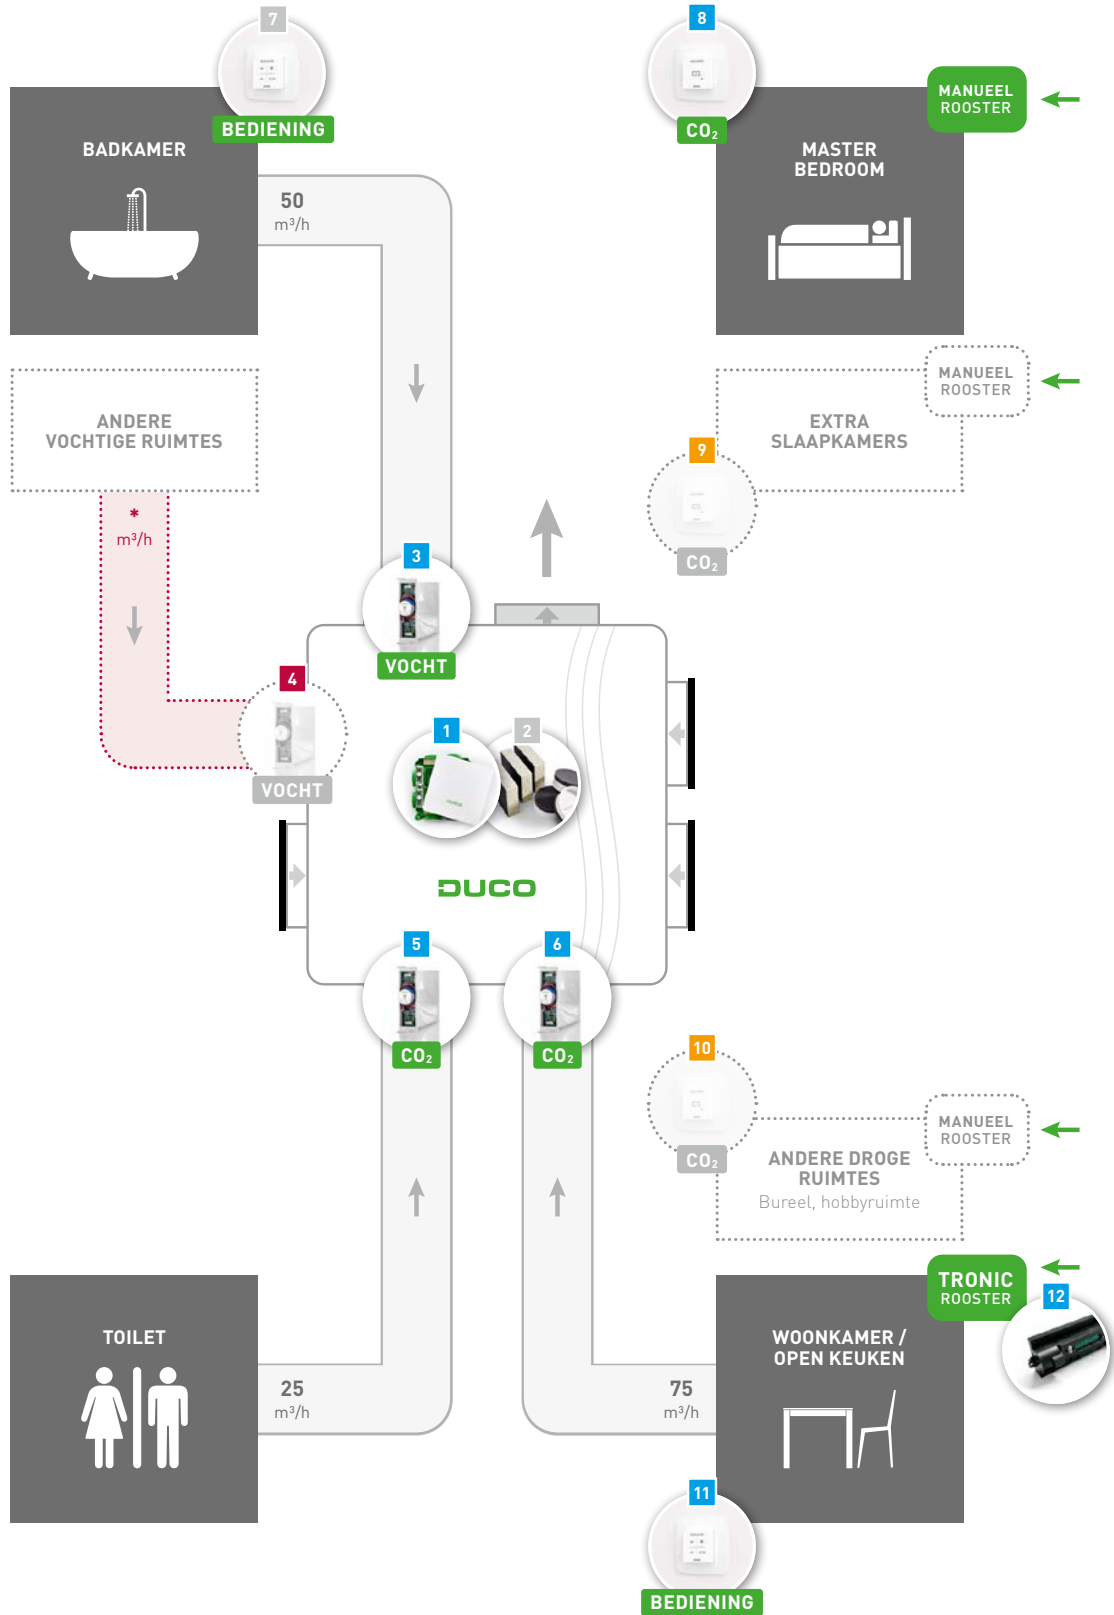 7
BEDIENING
BADKAMER
50
m³/h
8
CO₂
MANUEEL
ROOSTER
MASTER
BEDROOM
ANDERE
VOCHTIGE RUIMTES
*
m³/h
MANUEEL
ROOSTER
EXTRA
SLAAPKAMERS
9
CO₂
3
VOCHT
4
VOCHT
1
2
DUCO
5
CO₂
6
CO₂
10
CO₂
MANUEEL
ROOSTER
ANDERE DROGE
RUIMTES
Bureel, hobbyruimte
TRONIC
ROOSTER
12
TOILET
25
m³/h
75
m³/h
WOONKAMER /
OPEN KEUKEN
11
BEDIENING